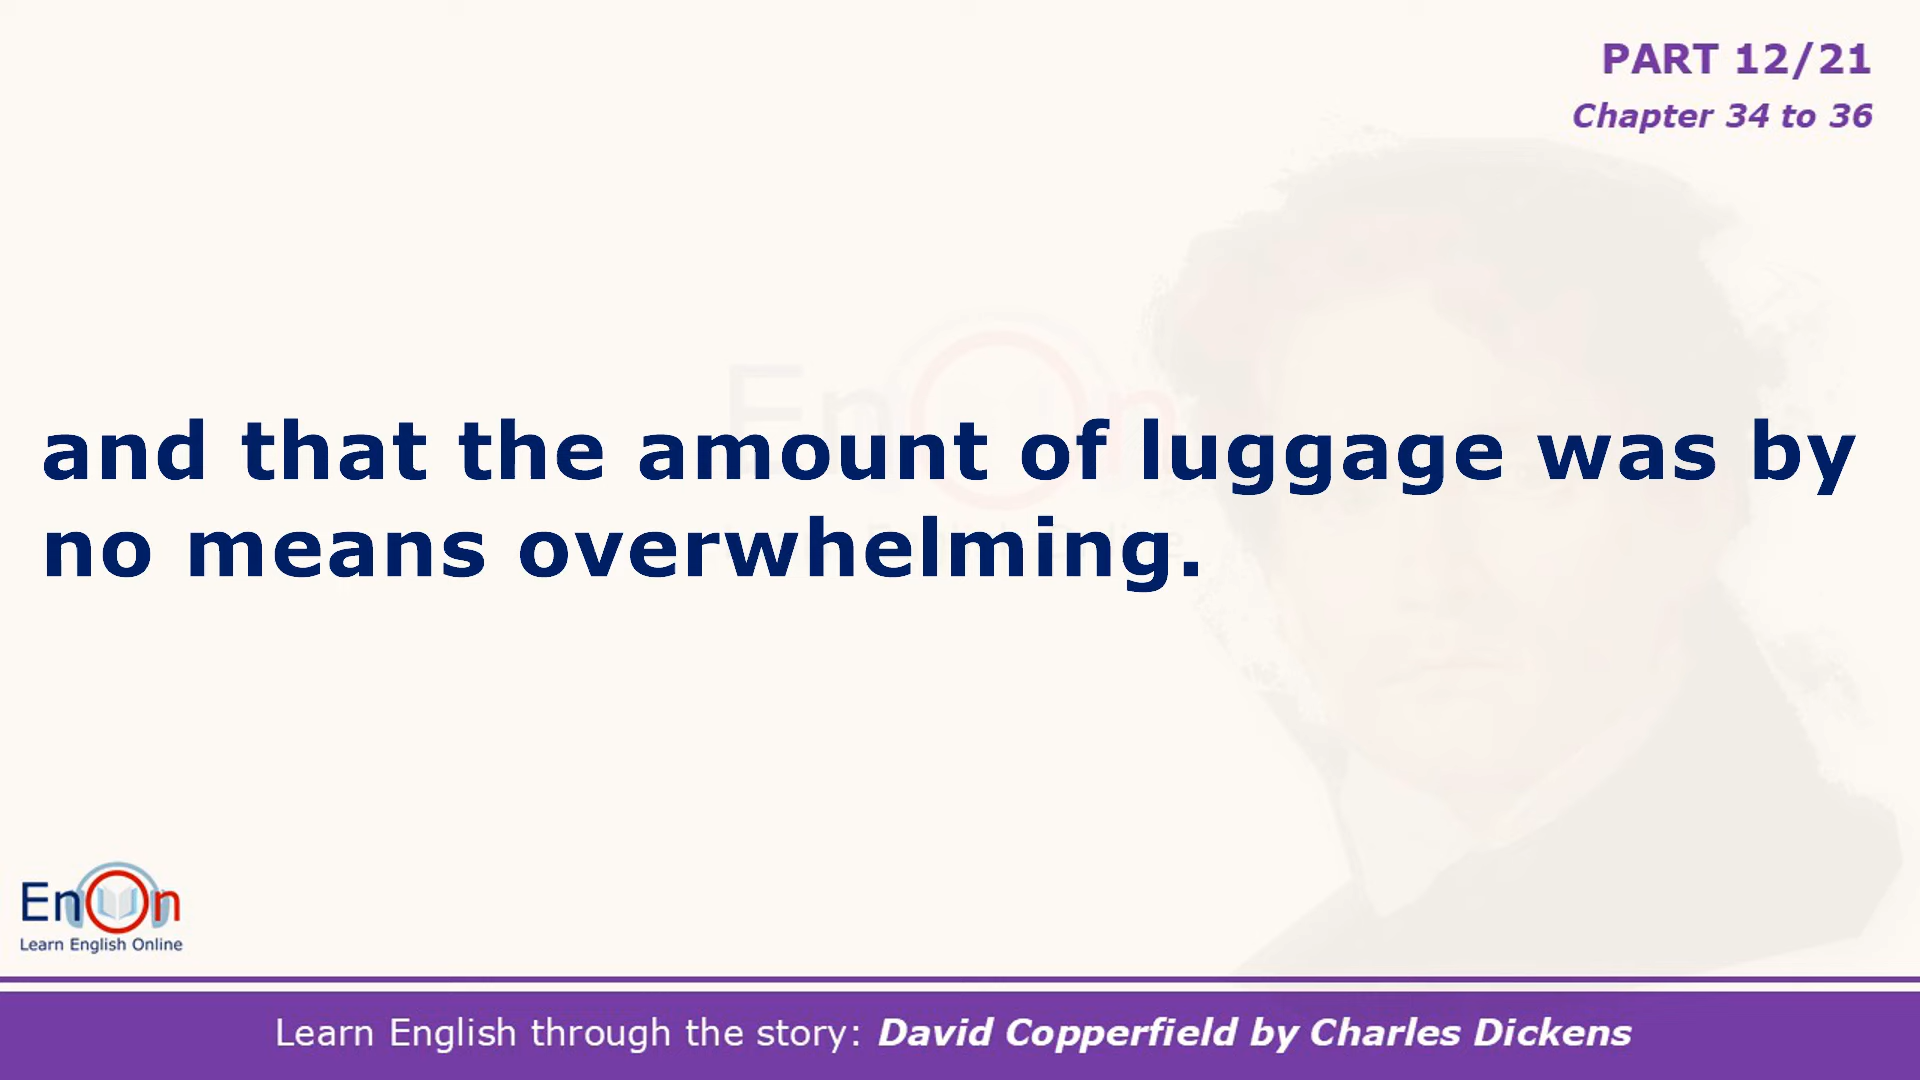 PART 12/21
Chapter 34 to 36
and that the amount of luggage was by
no means overwhelming.
EnOn
Learn English Online
Learn English through the story: David Copperfield by Charles Dickens